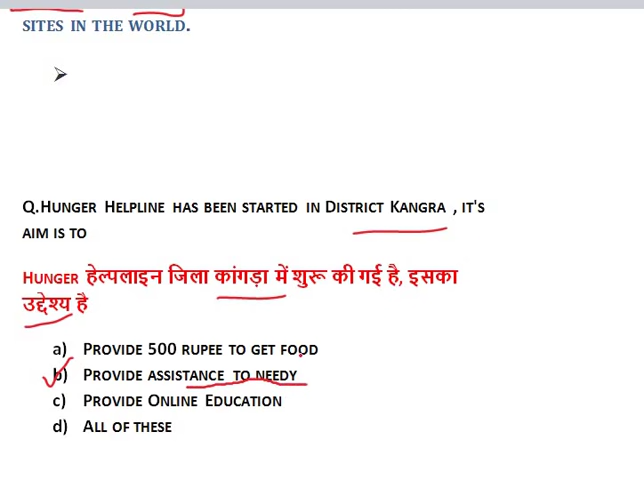 SITES IN THE WORLD.
Q.HUNGER HELPLINE HAS BEEN STARTED IN DISTRICT KANGRA , IT'S
AIM IS TO
HUNGER हेल्पलाइन जिला कांगड़ा में शुरू की गई है, इसका
उद्देश्य है
a) PROVIDE 500 RUPEE TO GET FOOD
b) PROVIDE ASSISTANCE TO NEEDY
c) PROVIDE ONLINE EDUCATION
d) ALL OF THESE